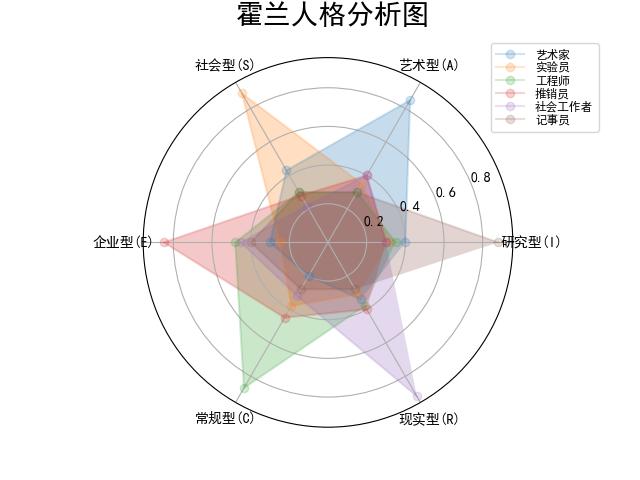 霍兰人格分析图
艺术家
实验员
工程师
推销员
社会工作者
记事员
社会型(S)
艺术型(A)
企业型(E)
研究型(I)
常规型(C)
现实型(R)
0.2
0.4
0.6
0.8